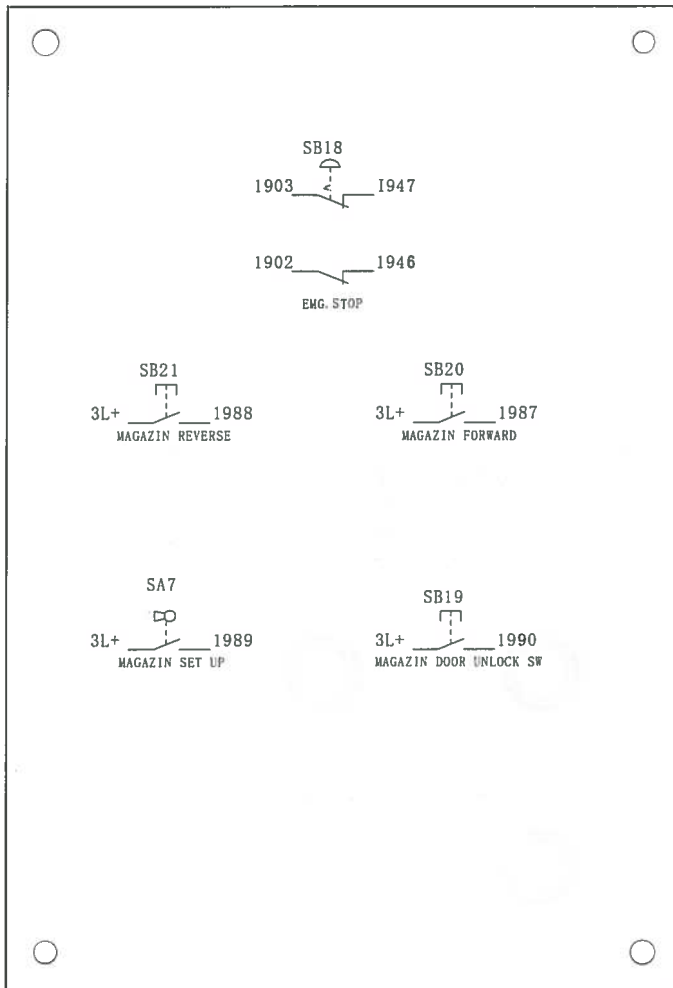 SB18
1903 I947
1902 1946
EMG. STOP
SB21 SB20
3L+ 1988 3L+ 1987
MAGAZIN REVERSE MAGAZIN FORWARD
SA7 SB19
3L+ 1989 3L+ 1990
MAGAZIN SET UP MAGAZIN DOOR UNLOCK SW